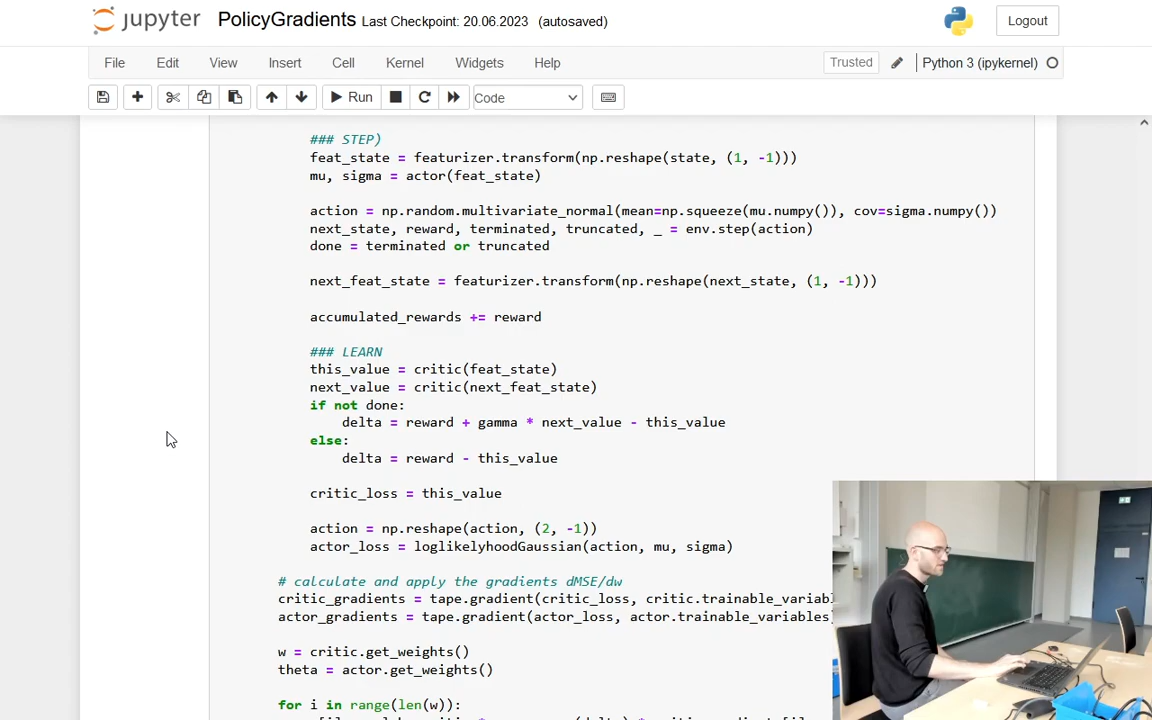 jupyter PolicyGradients Last Checkpoint: 20.06.2023 (autosaved)
Logout
File Edit View Insert Cell Kernel Widgets Help
Trusted Python 3 (ipykernel)
Run Code
### STEP)
feat_state = featurizer.transform(np.reshape(state, (1, -1)))
mu, sigma = actor(feat_state)
action = np.random.multivariate_normal(mean=np.squeeze(mu.numpy()), cov=sigma.numpy())
next_state, reward, terminated, truncated, _ = env.step(action)
done = terminated or truncated
next_feat_state = featurizer.transform(np.reshape(next_state, (1, -1)))
accumulated_rewards += reward
### LEARN
this_value = critic(feat_state)
next_value = critic(next_feat_state)
if not done:
delta = reward + gamma * next_value - this_value
else:
delta = reward - this_value
critic_loss = this_value
action = np.reshape(action, (2, -1))
actor_loss = loglikelyhoodGaussian(action, mu, sigma)
# calculate and apply the gradients dMSE/dw
critic_gradients = tape.gradient(critic_loss, critic.trainable_variabl
actor_gradients = tape.gradient(actor_loss, actor.trainable_variables
w = critic.get_weights()
theta = actor.get_weights()
for i in range(len(w)):